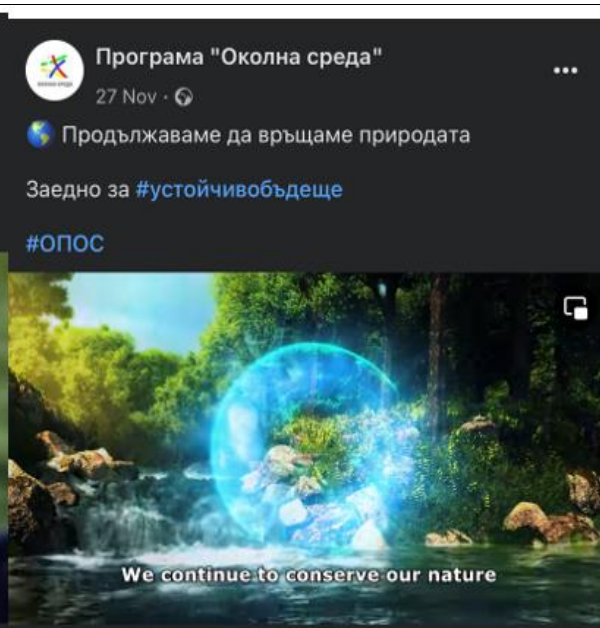 Програма "Околна среда"
27 Nov ·
🌎 Продължаваме да връщаме природата
Заедно за #устойчивобъдеще
#ОПОС
We continue to conserve our nature